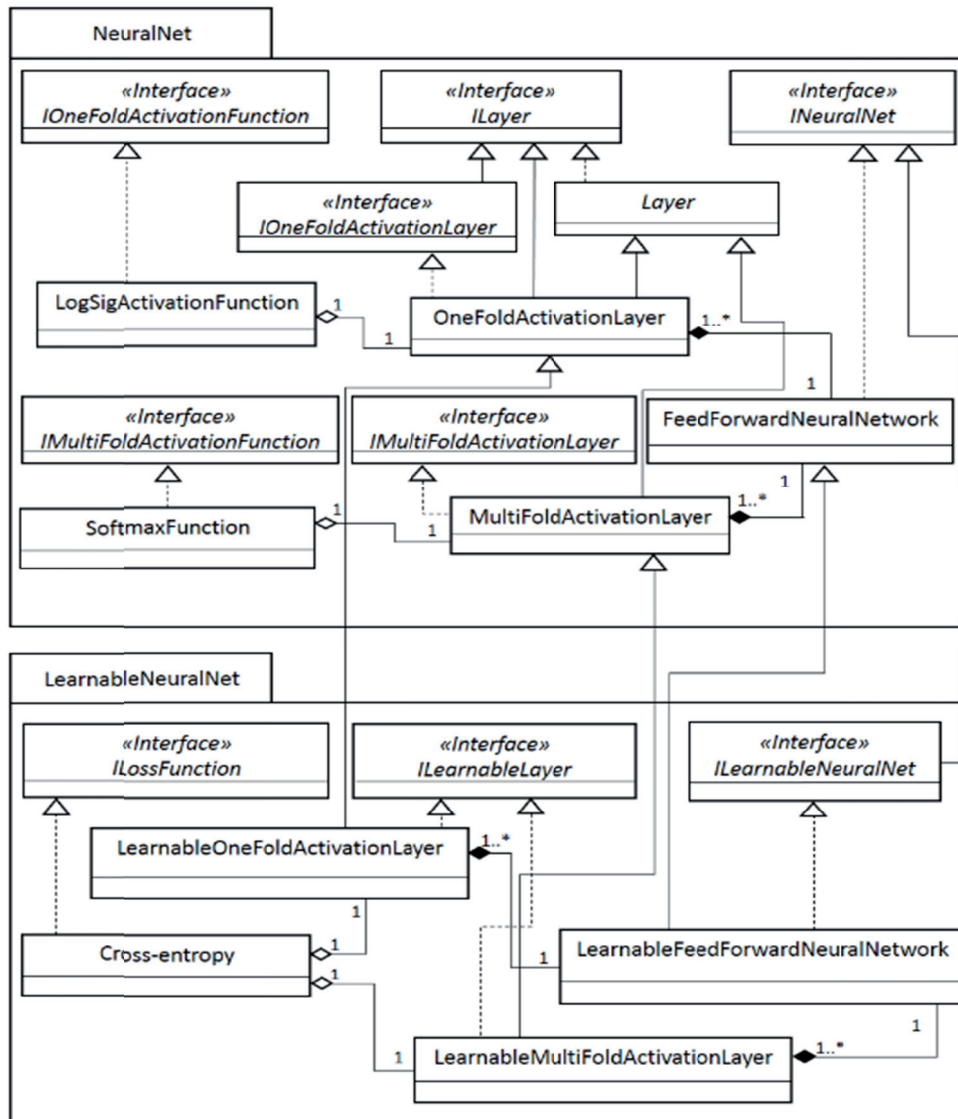 NeuralNet
«Interface»
IOneFoldActivationFunction
«Interface»
ILayer
«Interface»
INeuralNet
«Interface»
IOneFoldActivationLayer
Layer
LogSigActivationFunction
1
1
OneFoldActivationLayer
1..*
1
«Interface»
IMultiFoldActivationFunction
«Interface»
IMultiFoldActivationLayer
FeedForwardNeuralNetwork
1
SoftmaxFunction
1
1
MultiFoldActivationLayer
1..*
LearnableNeuralNet
«Interface»
ILossFunction
«Interface»
ILearnableLayer
«Interface»
ILearnableNeuralNet
LearnableOneFoldActivationLayer
1..*
1
Cross-entropy
1
1
1
LearnableFeedForwardNeuralNetwork
1
1
LearnableMultiFoldActivationLayer
1..*